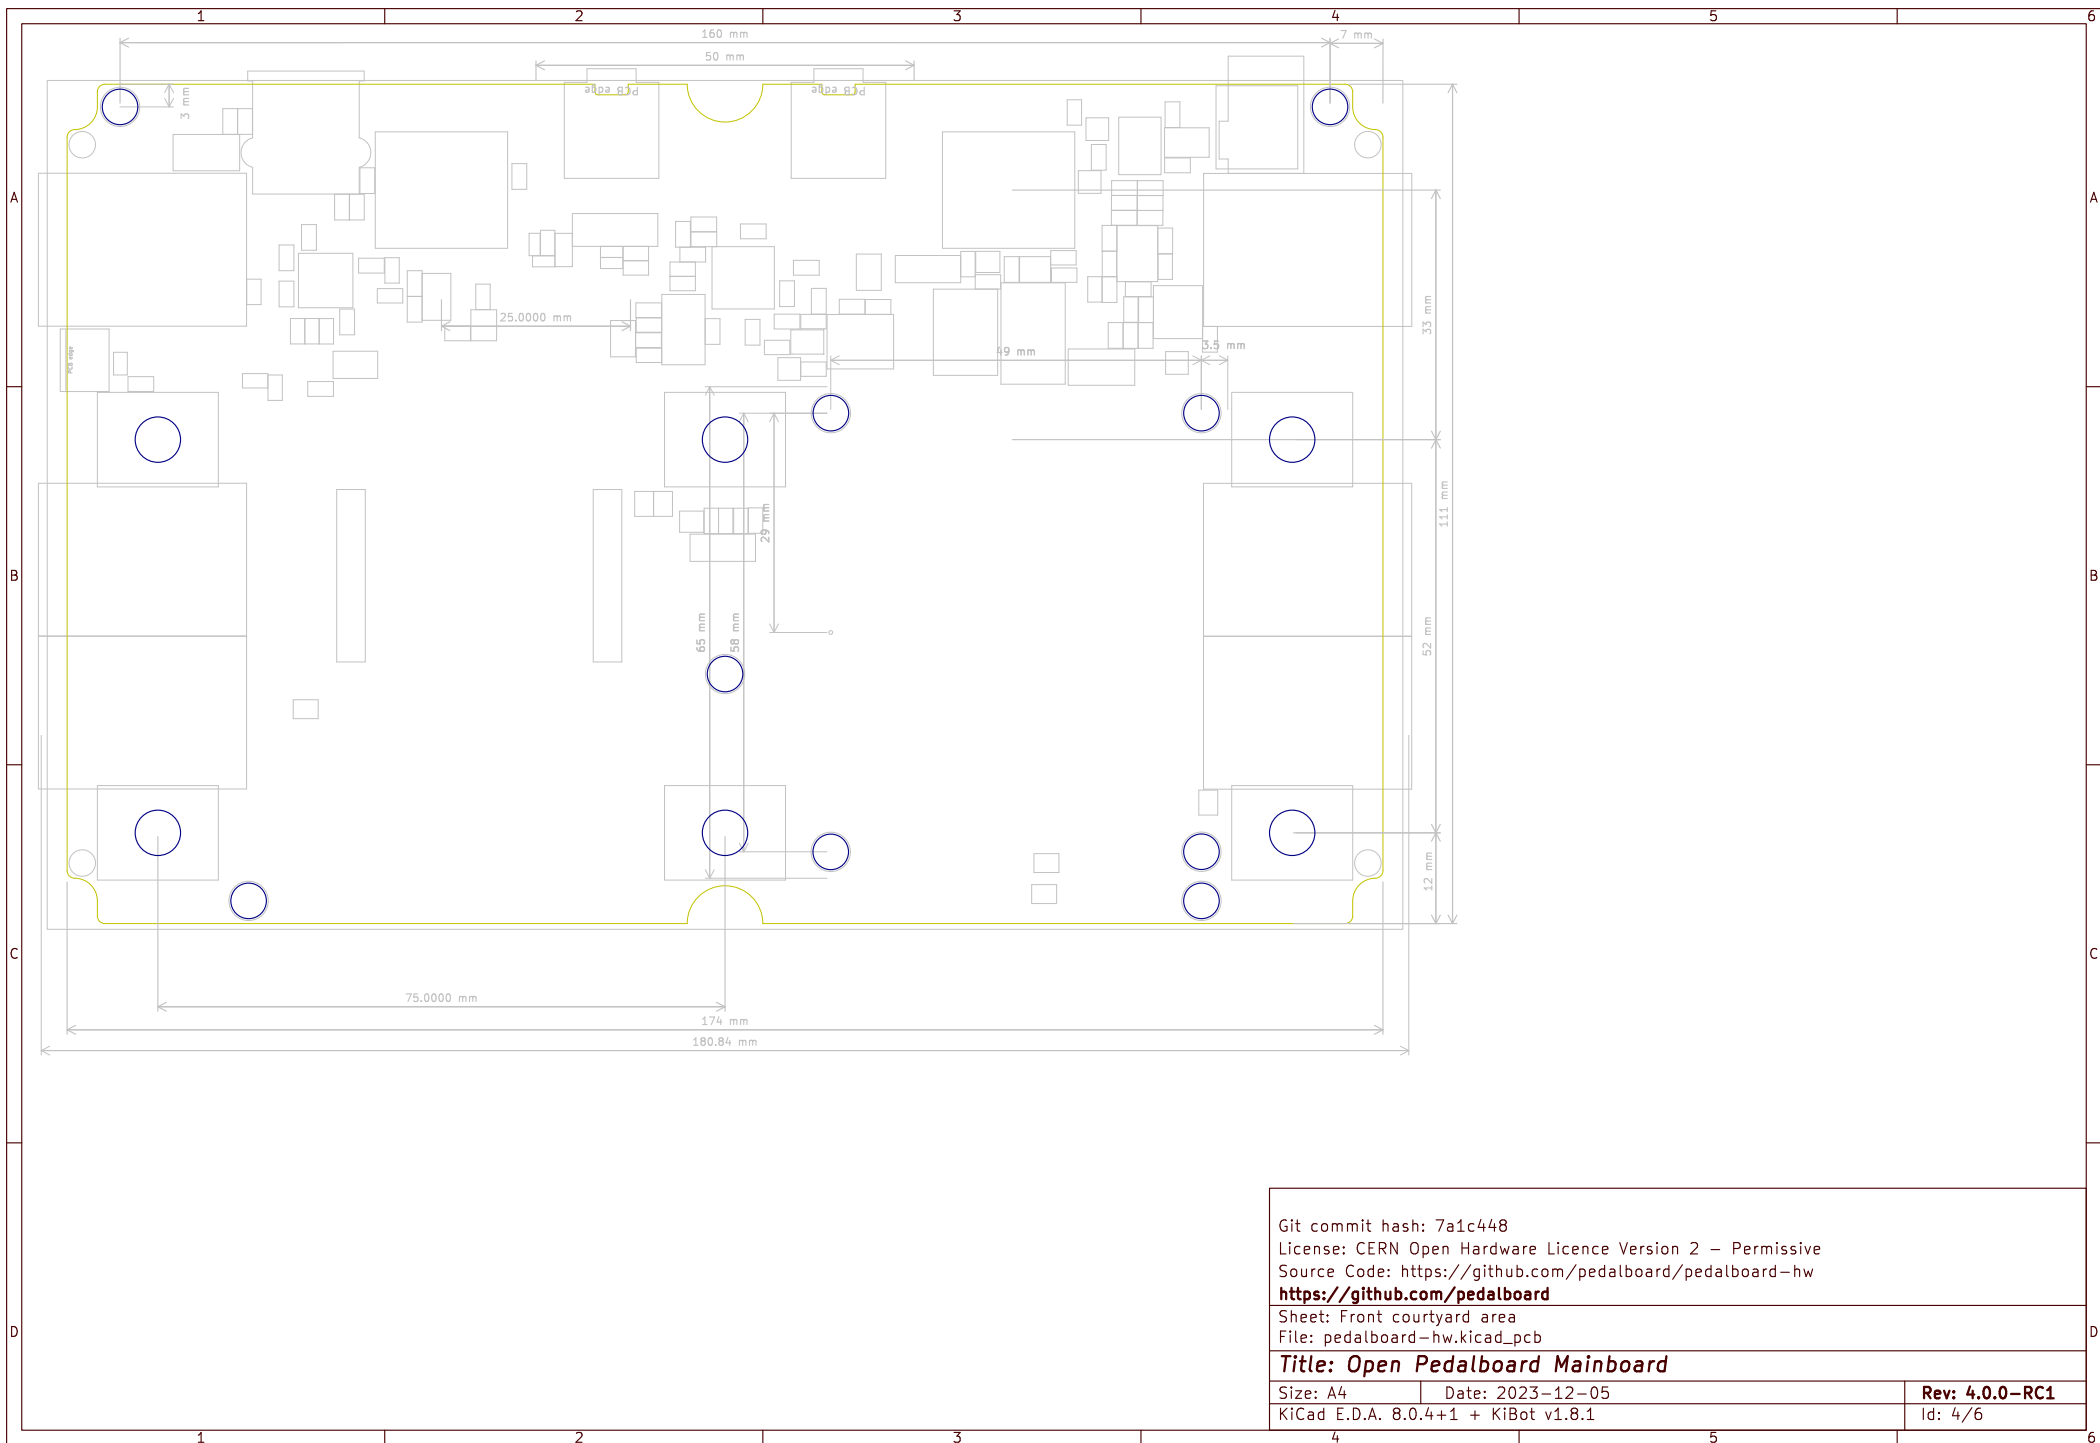 1 2 3 4 5 6
160 mm
7 mm
50 mm
3 mm
PCB edge
PCB edge
A
A
33 mm
25.0000 mm
3.5 mm
49 mm
PCB edge
111 mm
29 mm
B
B
65 mm
58 mm
52 mm
12 mm
C
C
75.0000 mm
174 mm
180.84 mm
Git commit hash: 7a1c448
License: CERN Open Hardware Licence Version 2 - Permissive
Source Code: https://github.com/pedalboard/pedalboard-hw
https://github.com/pedalboard
Sheet: Front courtyard area
File: pedalboard-hw.kicad_pcb
D
D
Title: Open Pedalboard Mainboard
Size: A4 Date: 2023-12-05 Rev: 4.0.0-RC1
KiCad E.D.A. 8.0.4+1 + KiBot v1.8.1 Id: 4/6
1 2 3 4 5 6